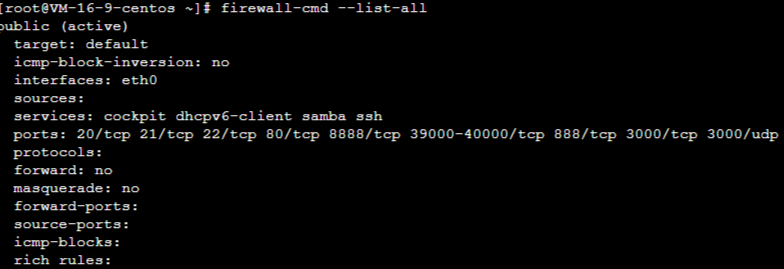 [root@VM-16-9-centos ~]# firewall-cmd --list-all
public (active)
  target: default
  icmp-block-inversion: no
  interfaces: eth0
  sources:
  services: cockpit dhcpv6-client samba ssh
  ports: 20/tcp 21/tcp 22/tcp 80/tcp 8888/tcp 39000-40000/tcp 888/tcp 3000/tcp 3000/udp
  protocols:
  forward: no
  masquerade: no
  forward-ports:
  source-ports:
  icmp-blocks:
  rich rules: